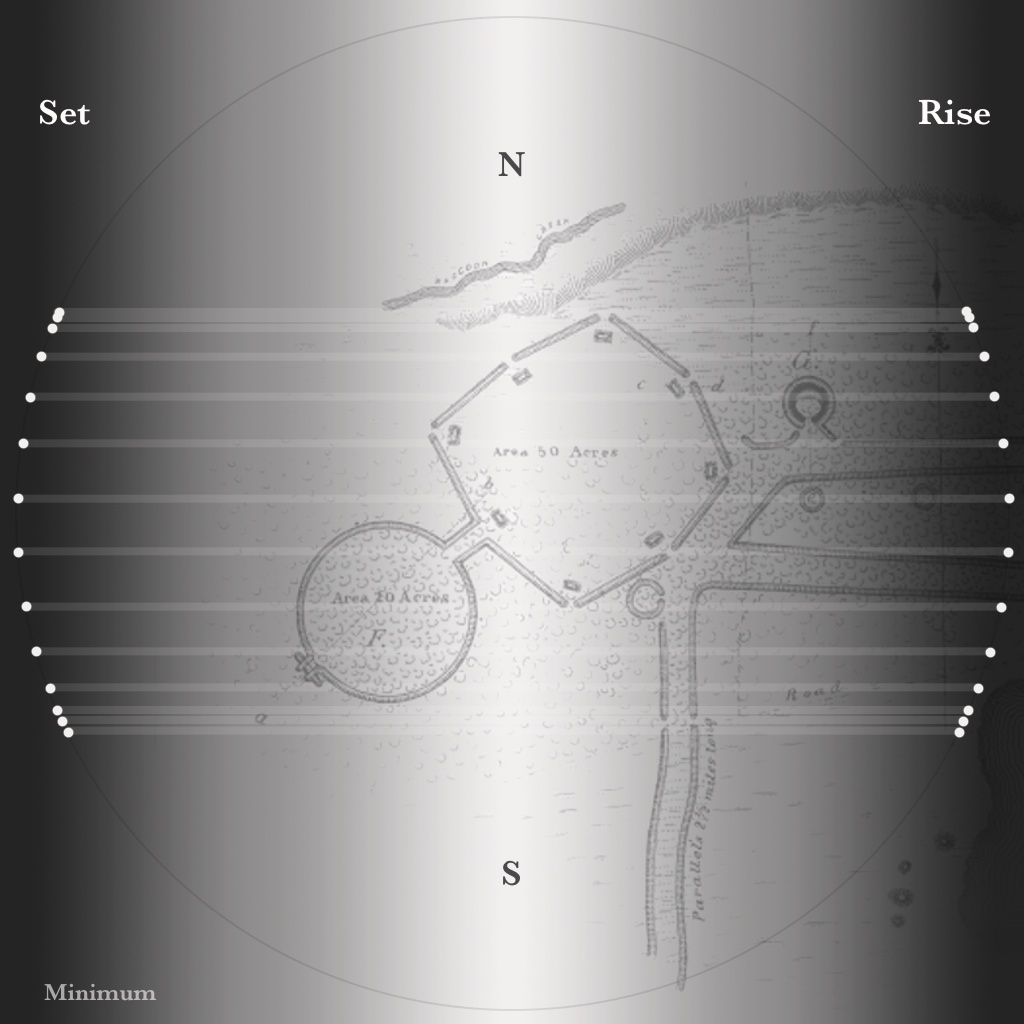 Set
Rise
N
RACCOON CREEK
f
G.
c
d
Area 50 Acres
b
Area 20 Acres
F.
Road
a
Parallels 2½ miles long
S
Minimum